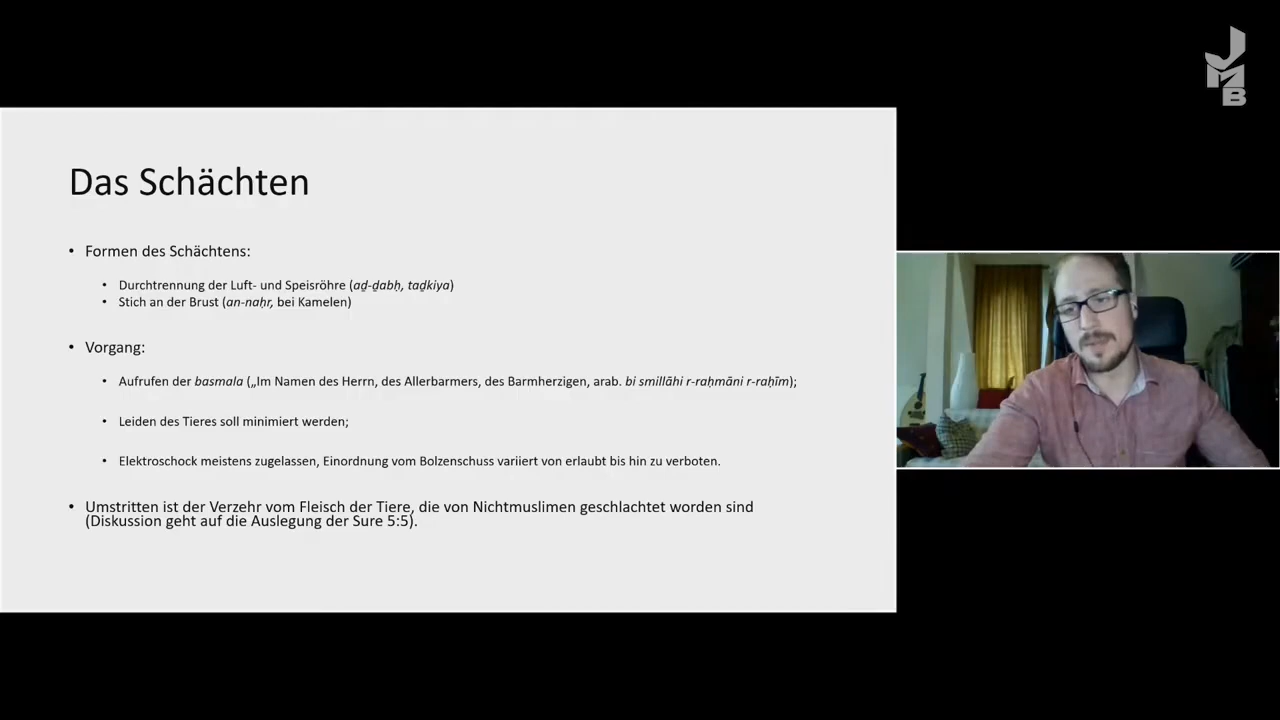 Das Schächten
• Formen des Schächtens:
• Durchtrennung der Luft- und Speisröhre (aḏ-ḏabḥ, taḏkiya)
• Stich an der Brust (an-naḥr, bei Kamelen)
• Vorgang:
• Aufrufen der basmala („Im Namen des Herrn, des Allerbarmers, des Barmherzigen, arab. bi smillāhi r-raḥmāni r-raḥīm);
• Leiden des Tieres soll minimiert werden;
• Elektroschock meistens zugelassen, Einordnung vom Bolzenschuss variiert von erlaubt bis hin zu verboten.
• Umstritten ist der Verzehr vom Fleisch der Tiere, die von Nichtmuslimen geschlachtet worden sind
(Diskussion geht auf die Auslegung der Sure 5:5).
JMB